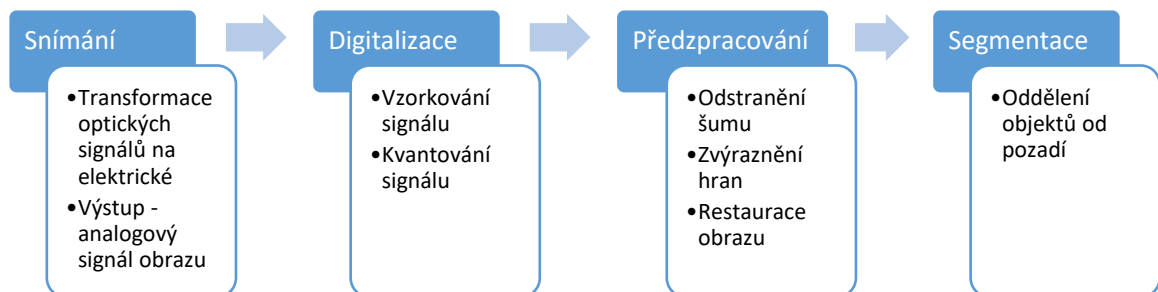 Snímání
•Transformace
optických
signálů na
elektrické
•Výstup -
analogový
signál obrazu
Digitalizace
•Vzorkování
signálu
•Kvantování
signálu
Předzpracování
•Odstranění
šumu
•Zvýraznění
hran
•Restaurace
obrazu
Segmentace
•Oddělení
objektů od
pozadí